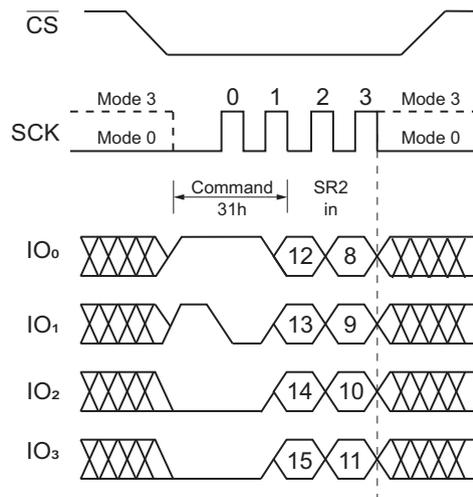 CS
0 1 2 3
Mode 3 Mode 3
SCK
Mode 0 Mode 0
Command SR2
31h in
IO₀ 12 8
IO₁ 13 9
IO₂ 14 10
IO₃ 15 11